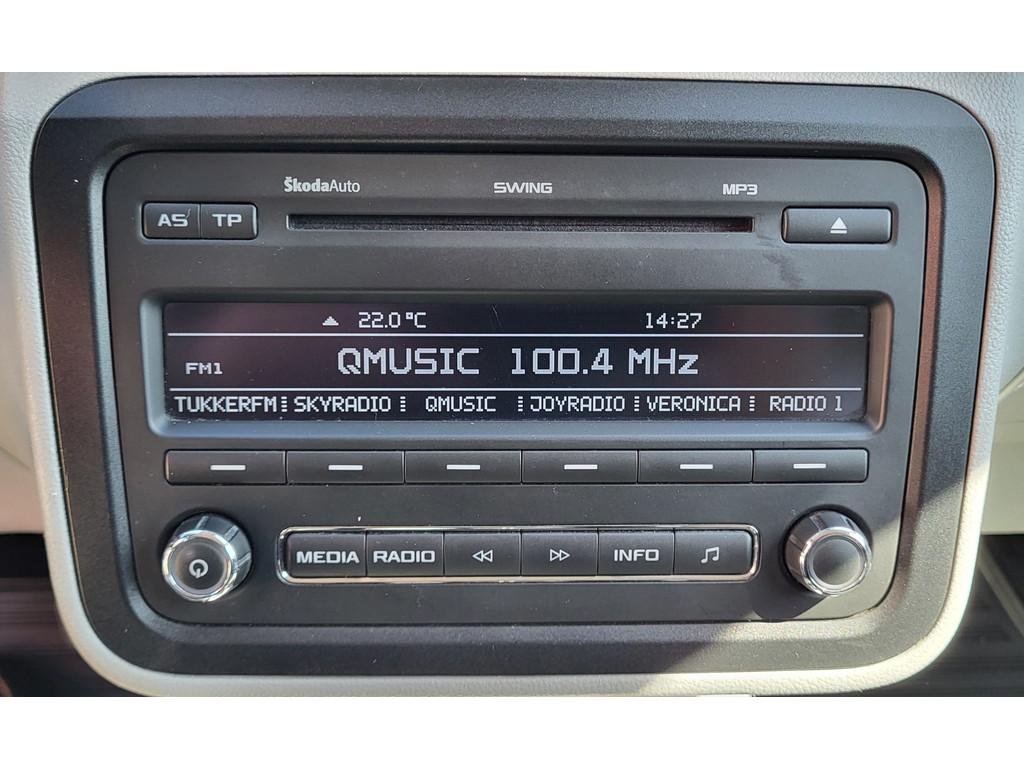 ŠkodaAuto SWING MP3
AS TP
22.0 °C 14:27
FM1 QMUSIC 100.4 MHz
TUKKERFM SKYRADIO QMUSIC JOYRADIO VERONICA RADIO 1
MEDIA RADIO INFO